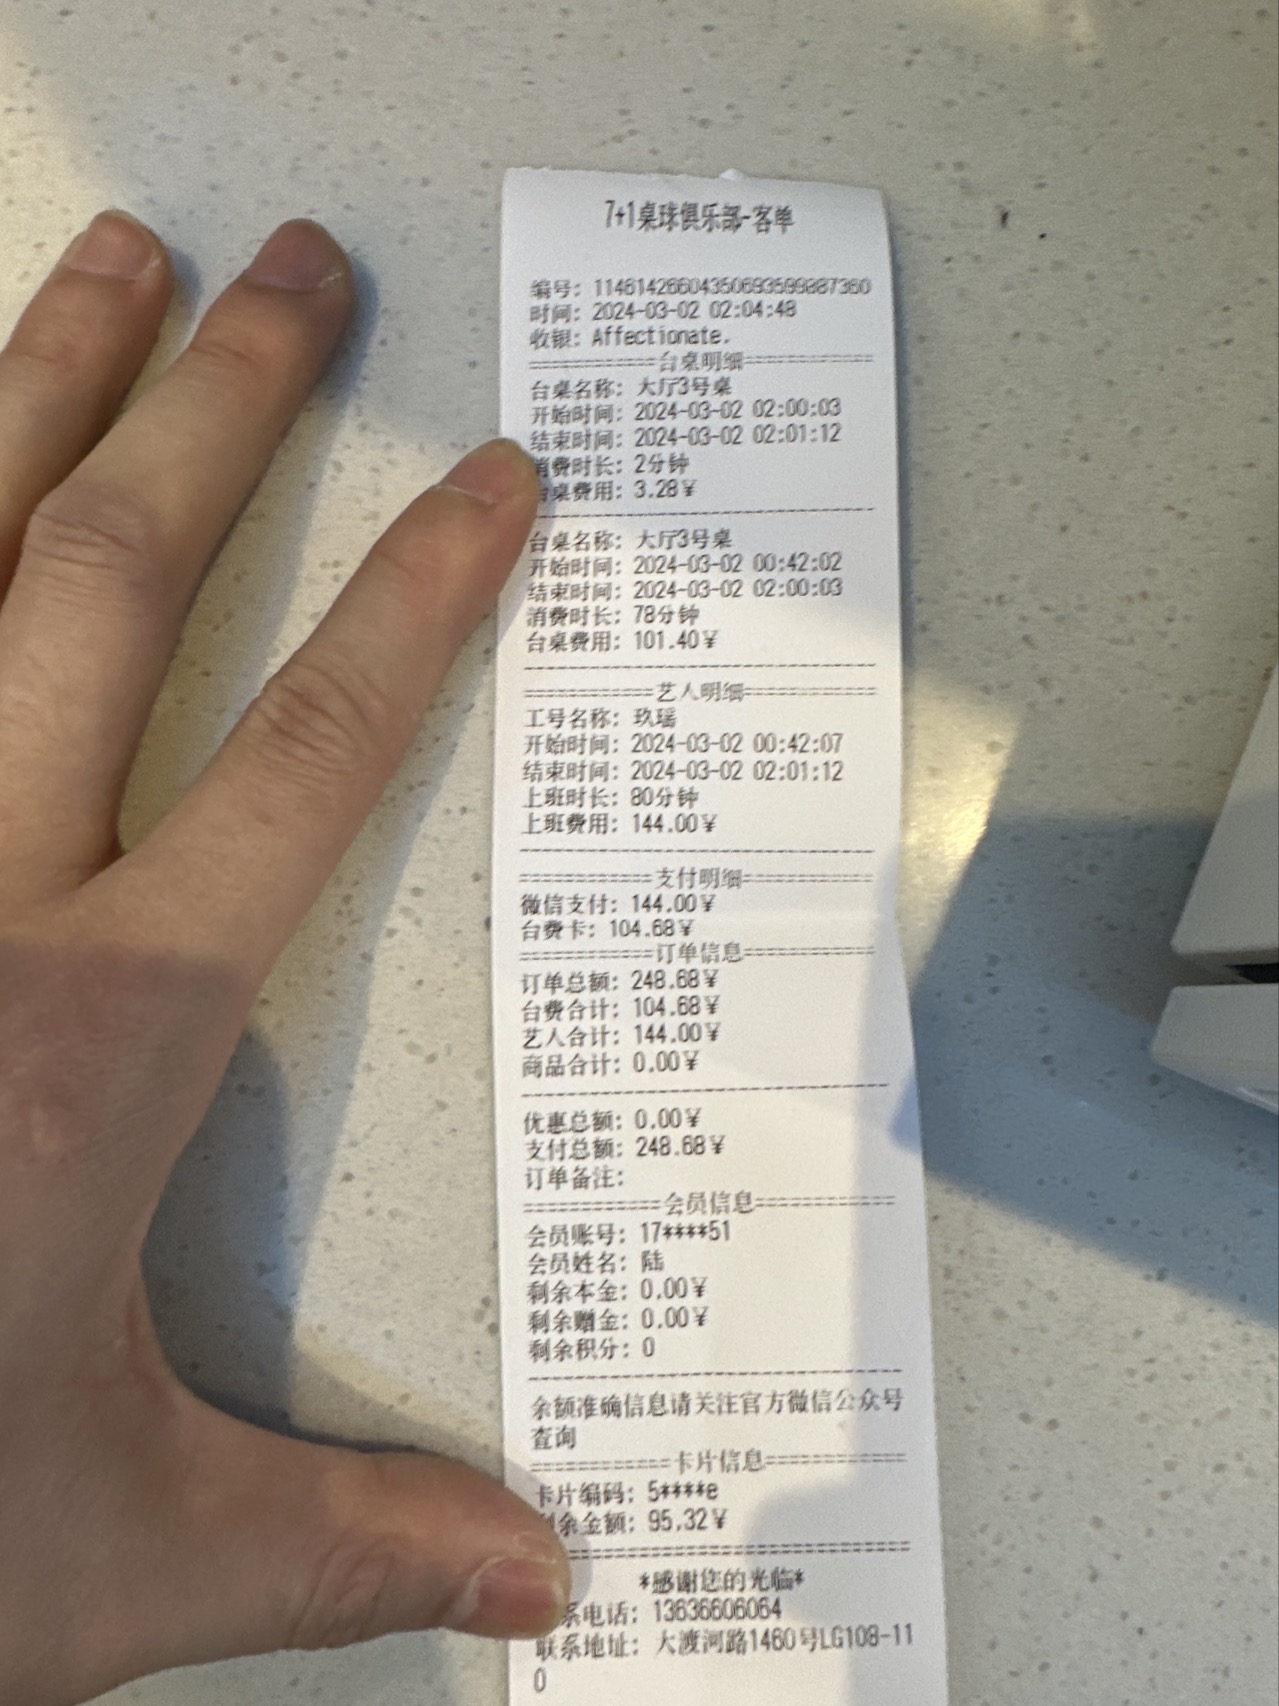 7+1桌球俱乐部-客单
编号: 1146142660435069359988​7360
时间: 2024-03-02 02:04:48
收银: Affectionate.
============台桌明细============
台桌名称: 大厅3号桌
开始时间: 2024-03-02 02:00:03
结束时间: 2024-03-02 02:01:12
消费时长: 2分钟
台桌费用: 3.28¥
台桌名称: 大厅3号桌
开始时间: 2024-03-02 00:42:02
结束时间: 2024-03-02 02:00:03
消费时长: 78分钟
台桌费用: 101.40¥
============艺人明细============
工号名称: 玖瑶
开始时间: 2024-03-02 00:42:07
结束时间: 2024-03-02 02:01:12
上班时长: 80分钟
上班费用: 144.00¥
============支付明细============
微信支付: 144.00¥
台费卡: 104.68¥
============订单信息============
订单总额: 248.68¥
台费合计: 104.68¥
艺人合计: 144.00¥
商品合计: 0.00¥
优惠总额: 0.00¥
支付总额: 248.68¥
订单备注:
============会员信息============
会员账号: 17****51
会员姓名: 陆
剩余本金: 0.00¥
剩余赠金: 0.00¥
剩余积分: 0
余额准确信息请关注官方微信公众号
查询
============卡片信息============
卡片编码: 5****e
剩余金额: 95.32¥
*感谢您的光临*
系电话: 13636606064
联系地址: 大渡河路1460号LG108-11
0